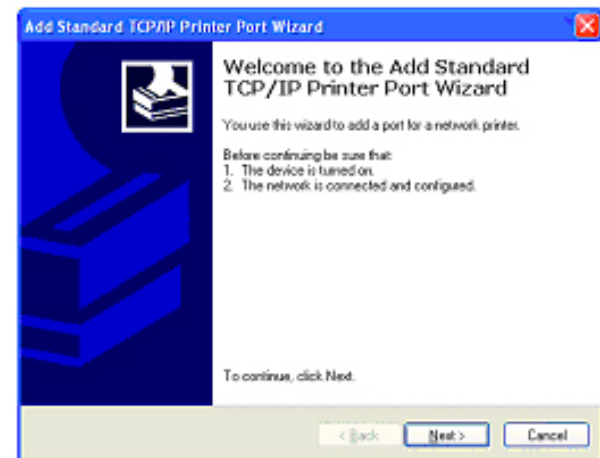 Add Standard TCP/IP Printer Port Wizard
Welcome to the Add Standard
TCP/IP Printer Port Wizard
You use this wizard to add a port for a network printer.
Before continuing be sure that:
1. The device is turned on.
2. The network is connected and configured.
To continue, click Next.
< Back
Next >
Cancel